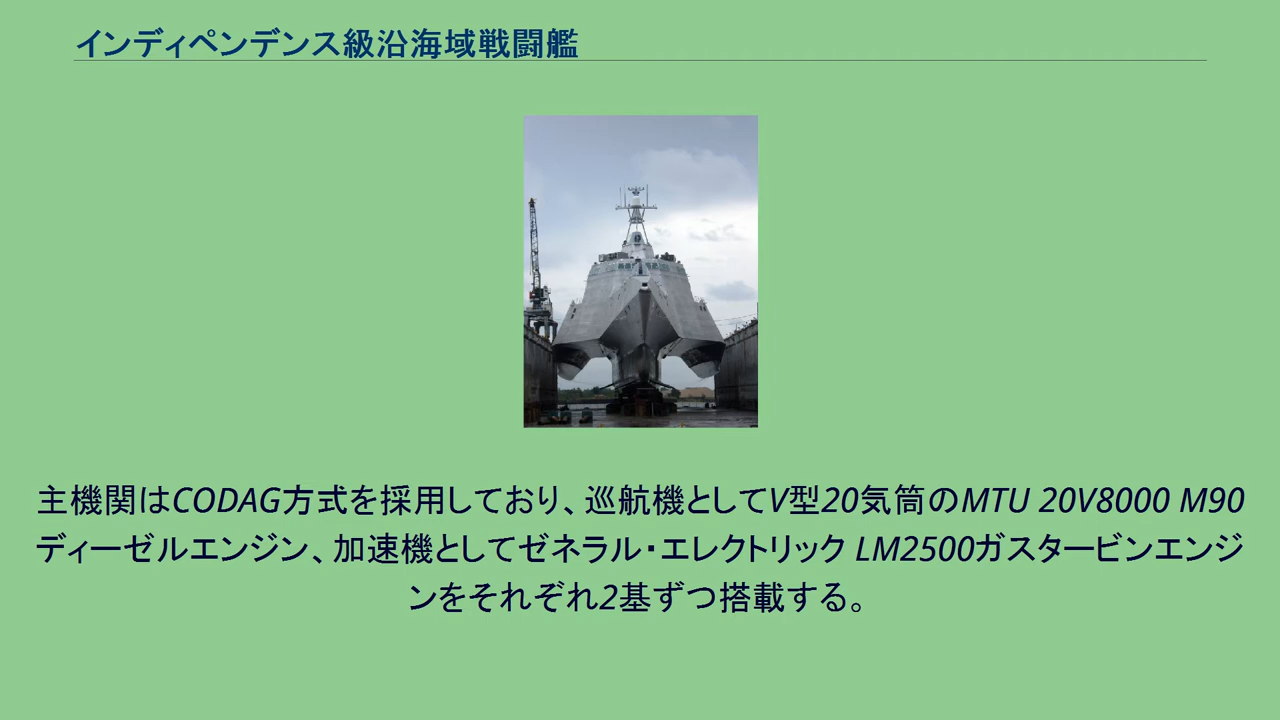 インディペンデンス級沿海域戦闘艦
主機関はCODAG方式を採用しており、巡航機としてV型20気筒のMTU 20V8000 M90
ディーゼルエンジン、加速機としてゼネラル・エレクトリック LM2500ガスタービンエンジ
ンをそれぞれ2基ずつ搭載する。